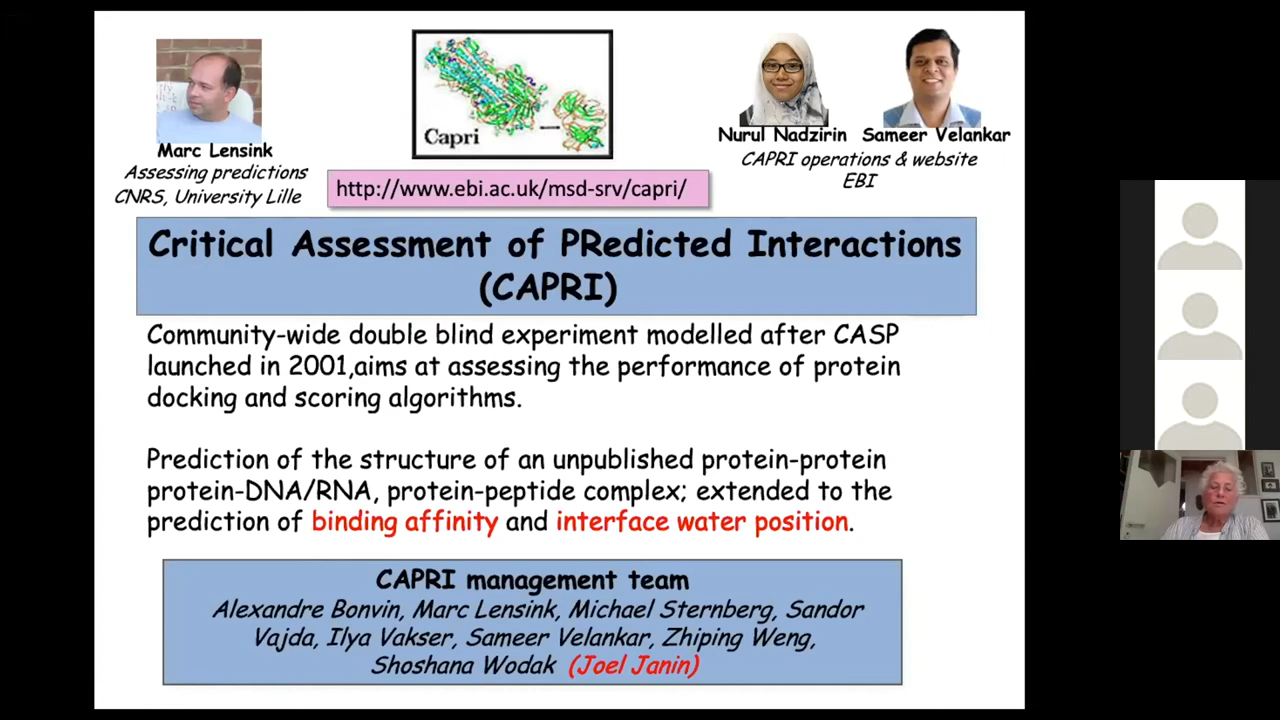 Capri
Marc Lensink
Assessing predictions
CNRS, University Lille
http://www.ebi.ac.uk/msd-srv/capri/
Nurul Nadzirin Sameer Velankar
CAPRI operations & website
EBI
Critical Assessment of PRedicted Interactions
(CAPRI)
Community-wide double blind experiment modelled after CASP
launched in 2001,aims at assessing the performance of protein
docking and scoring algorithms.
Prediction of the structure of an unpublished protein-protein
protein-DNA/RNA, protein-peptide complex; extended to the
prediction of binding affinity and interface water position.
CAPRI management team
Alexandre Bonvin, Marc Lensink, Michael Sternberg, Sandor
Vajda, Ilya Vakser, Sameer Velankar, Zhiping Weng,
Shoshana Wodak (Joel Janin)